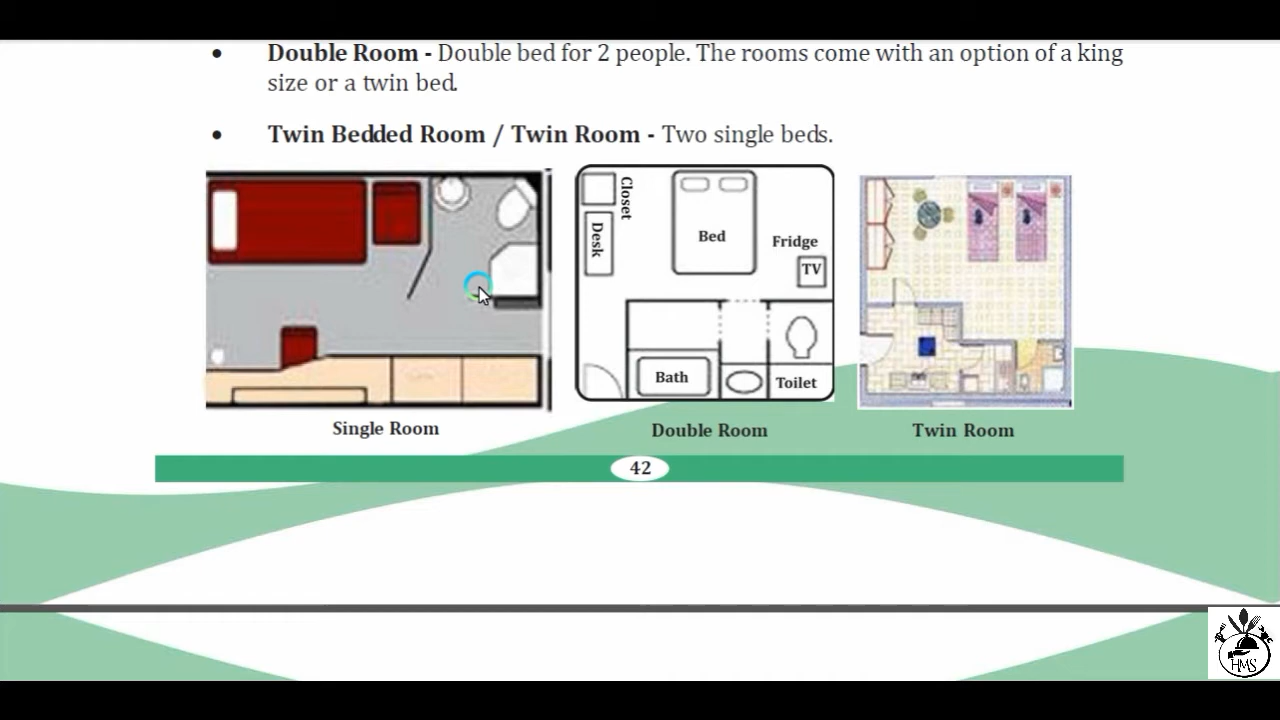 • Double Room - Double bed for 2 people. The rooms come with an option of a king
size or a twin bed.
• Twin Bedded Room / Twin Room - Two single beds.
Closet
Desk
Bed
Fridge
TV
Bath
Toilet
Single Room
Double Room
Twin Room
42
HMS